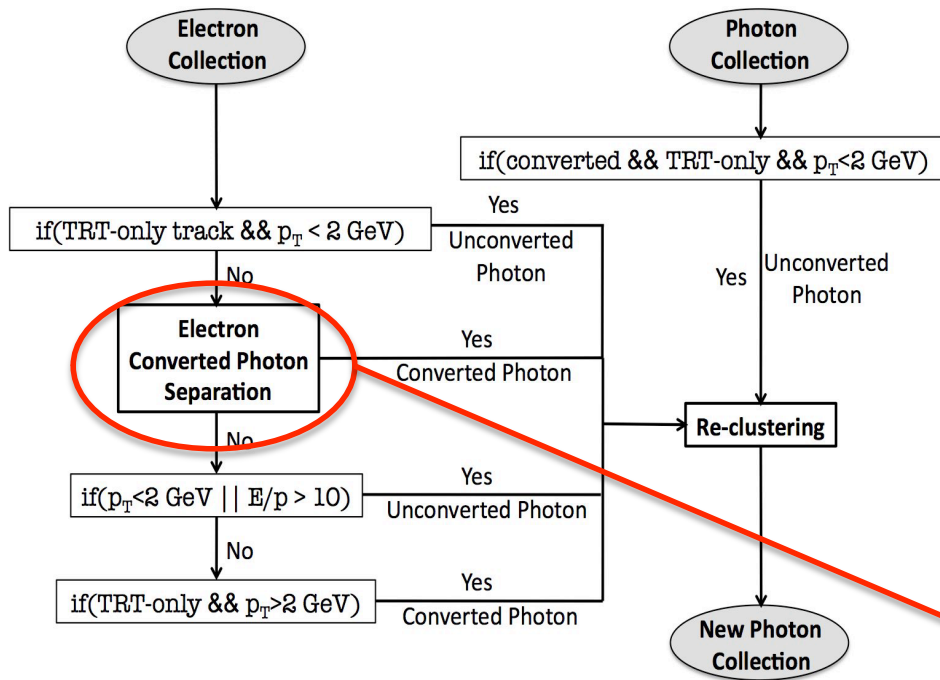 Electron
Collection
Photon
Collection
if(converted && TRT-only && pT<2 GeV)
if(TRT-only track && pT < 2 GeV)
Yes
Unconverted
Photon
No
Yes
Unconverted
Photon
Electron
Converted Photon
Separation
Yes
Converted Photon
Re-clustering
No
if(pT<2 GeV || E/p > 10)
Yes
Unconverted Photon
No
if(TRT-only && pT>2 GeV)
Yes
Converted Photon
New Photon
Collection